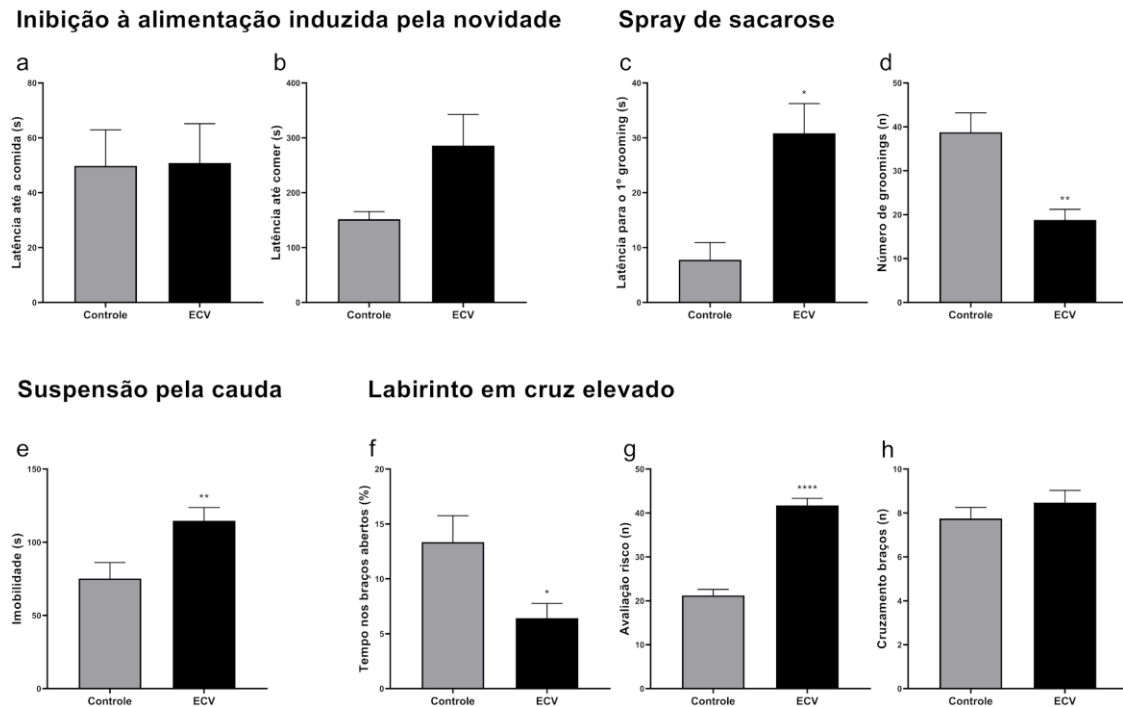 Inibição à alimentação induzida pela novidade
Spray de sacarose
a
Latência até a comida (s)
80
60
40
20
0
Controle
ECV
b
Latência até comer (s)
400
300
200
100
0
Controle
ECV
c
Latência para o 1º grooming (s)
40
30
20
10
0
*
Controle
ECV
d
Número de groomings (n)
50
40
30
20
10
0
**
Controle
ECV
Suspensão pela cauda
Labirinto em cruz elevado
e
Imobilidade (s)
150
100
50
0
**
Controle
ECV
f
Tempo nos braços abertos (%)
20
15
10
5
0
*
Controle
ECV
g
Avaliação risco (n)
50
40
30
20
10
0
****
Controle
ECV
h
Cruzamento braços (n)
10
8
6
4
2
0
Controle
ECV